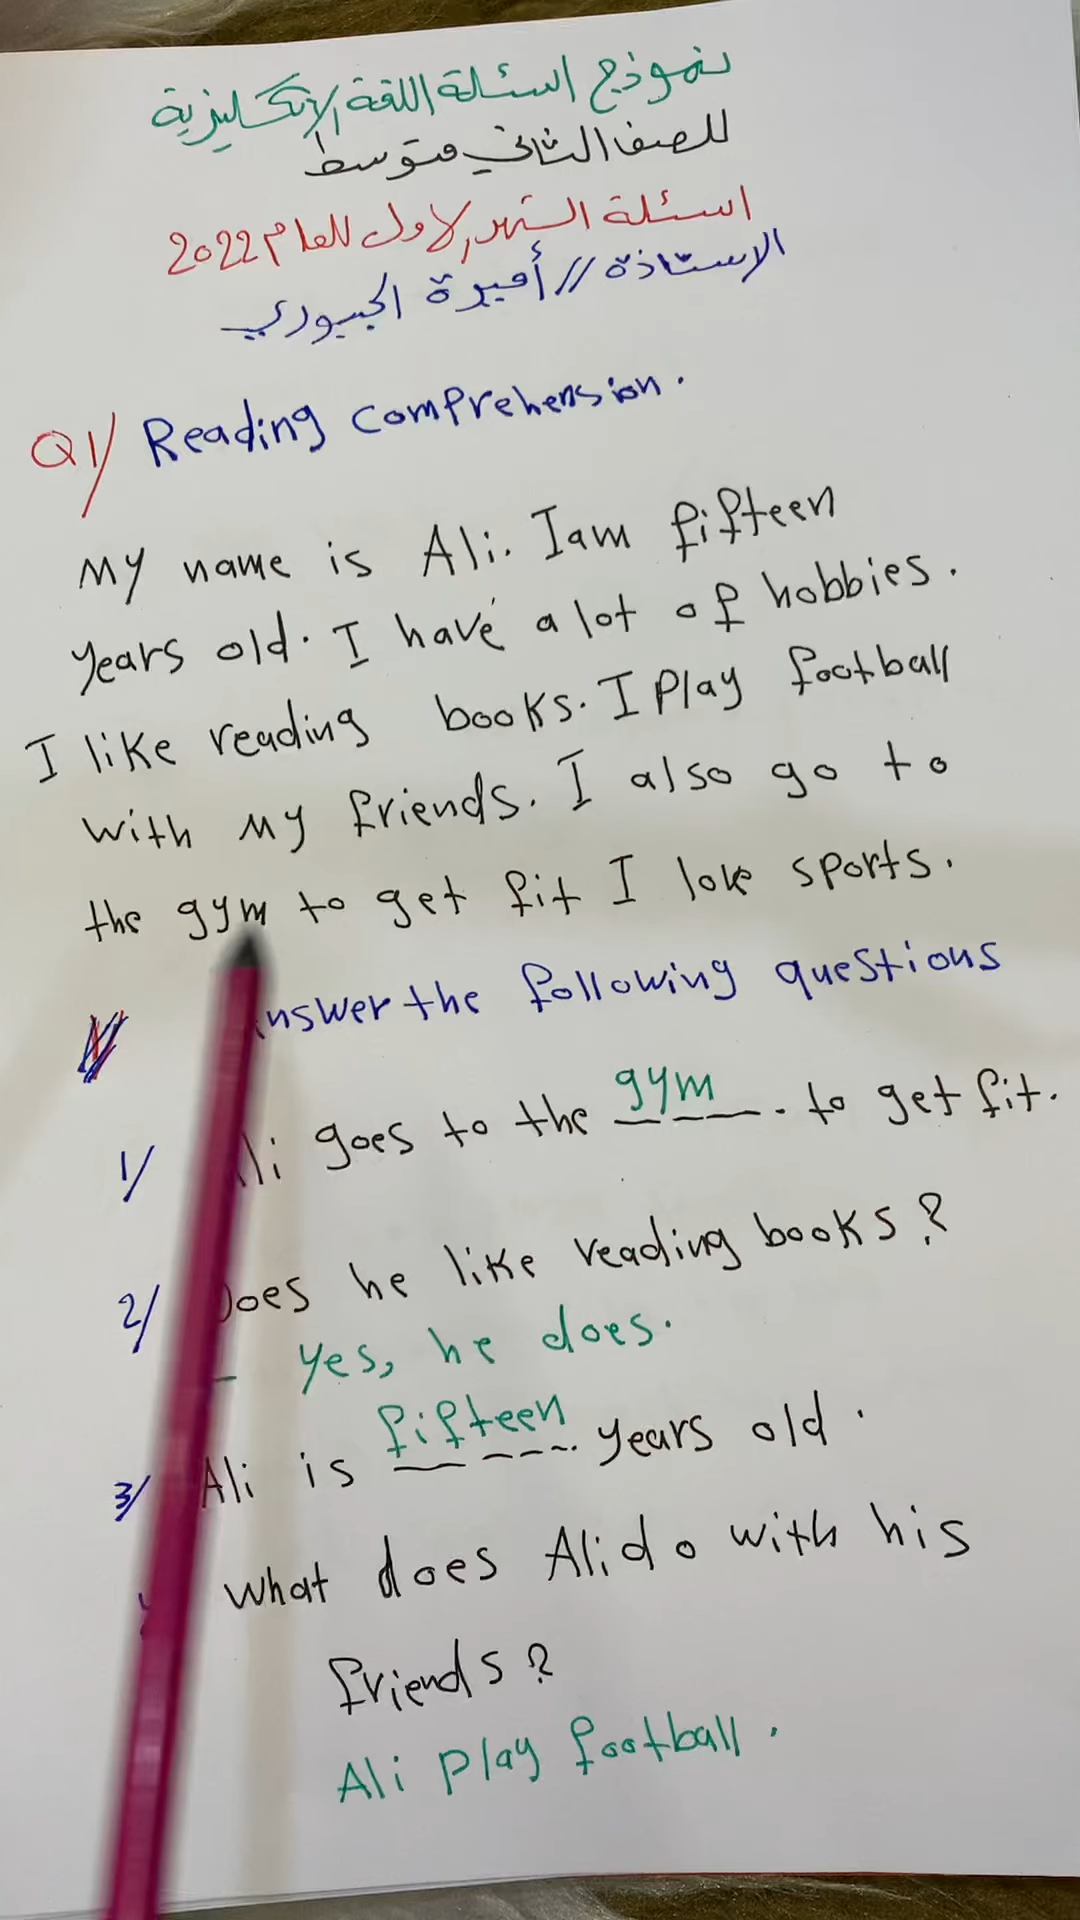 نموذج اسئلة اللغة الإنكليزية
للصف الثاني متوسط
اسئلة الشهر الاول للعام 2022
الاستاذة // أميرة الجبوري
Q1/ Reading comprehension.
My name is Ali. I am fifteen
years old. I have a lot of hobbies.
I like reading books. I play football
with my friends. I also go to
the gym to get fit I love sports.
nswer the following questions
1/ li goes to the gym to get fit.
2/ Does he like reading books?
- yes, he does.
3/ Ali is fifteen years old.
What does Ali do with his
friends?
Ali play football.